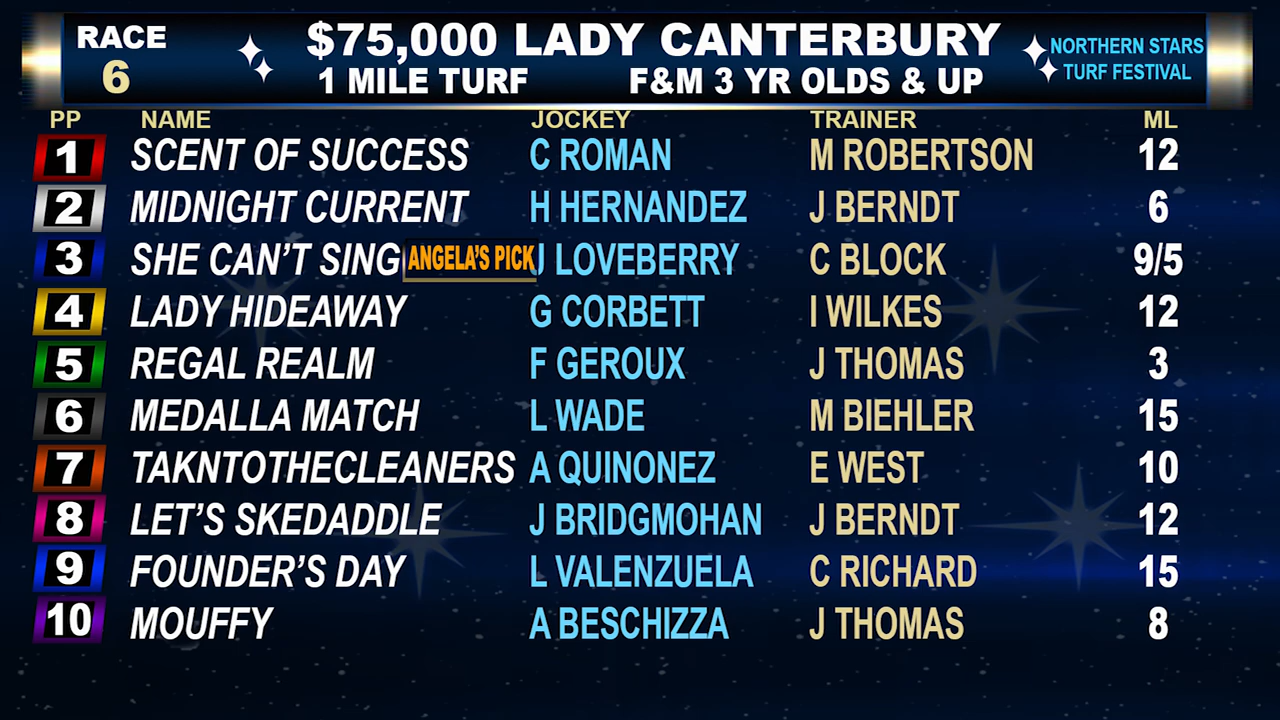 RACE 6
$75,000 LADY CANTERBURY
1 MILE TURF F&M 3 YR OLDS & UP
NORTHERN STARS
TURF FESTIVAL
PP NAME JOCKEY TRAINER ML
1 SCENT OF SUCCESS C ROMAN M ROBERTSON 12
2 MIDNIGHT CURRENT H HERNANDEZ J BERNDT 6
3 SHE CAN'T SING ANGELA'S PICK J LOVEBERRY C BLOCK 9/5
4 LADY HIDEAWAY G CORBETT I WILKES 12
5 REGAL REALM F GEROUX J THOMAS 3
6 MEDALLA MATCH L WADE M BIEHLER 15
7 TAKNTOTHECLEANERS A QUINONEZ E WEST 10
8 LET'S SKEDADDLE J BRIDGMOHAN J BERNDT 12
9 FOUNDER'S DAY L VALENZUELA C RICHARD 15
10 MOUFFY A BESCHIZZA J THOMAS 8